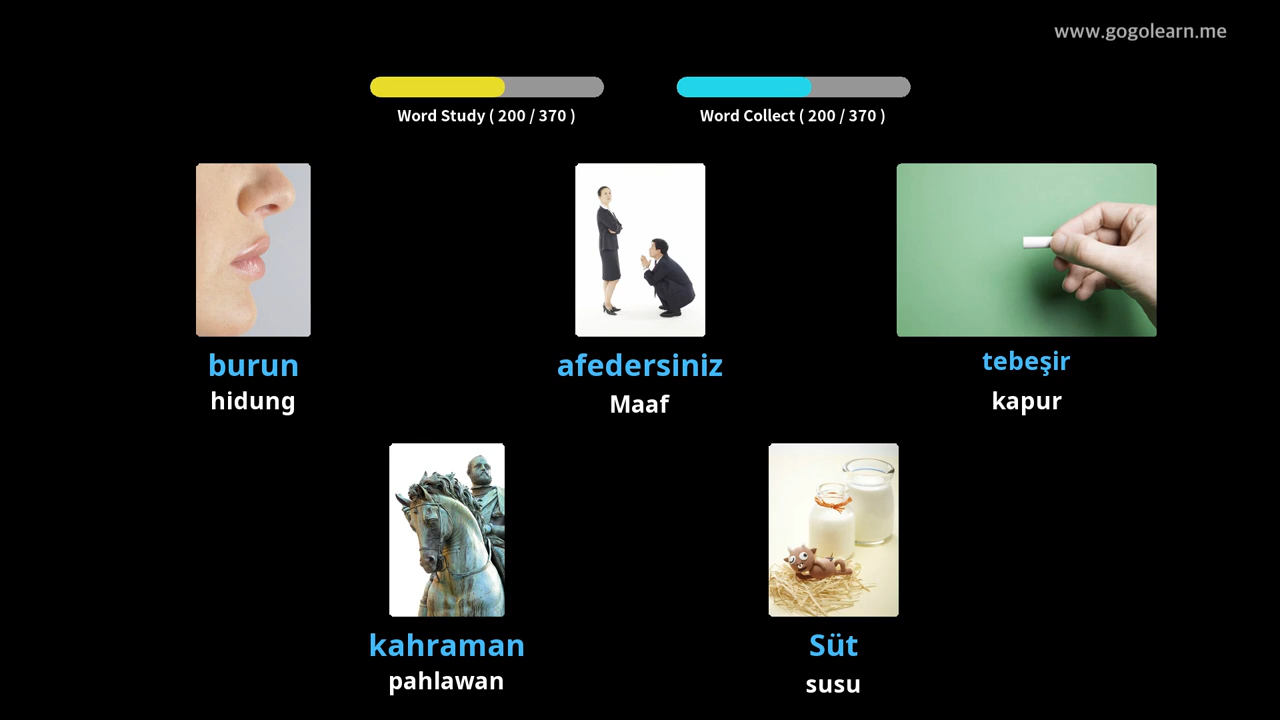 www.gogolearn.me
Word Study ( 200 / 370 )
Word Collect ( 200 / 370 )
burun
hidung
afedersiniz
Maaf
tebeşir
kapur
kahraman
pahlawan
Süt
susu